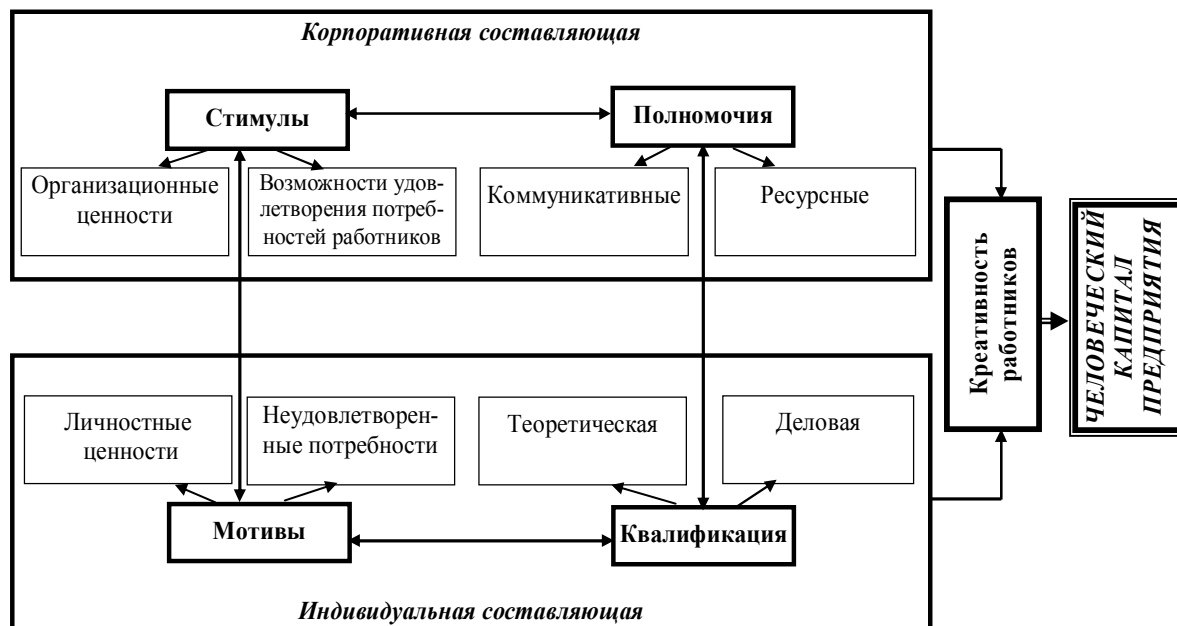 Корпоративная составляющая
Стимулы
Полномочия
Организационные
ценности
Возможности удов-
летворения потреб-
ностей работников
Коммуникативные
Ресурсные
Личностные
ценности
Неудовлетворен-
ные потребности
Теоретическая
Деловая
Мотивы
Квалификация
Индивидуальная составляющая
Креативность
работников
ЧЕЛОВЕЧЕСКИЙ
КАПИТАЛ
ПРЕДПРИЯТИЯ